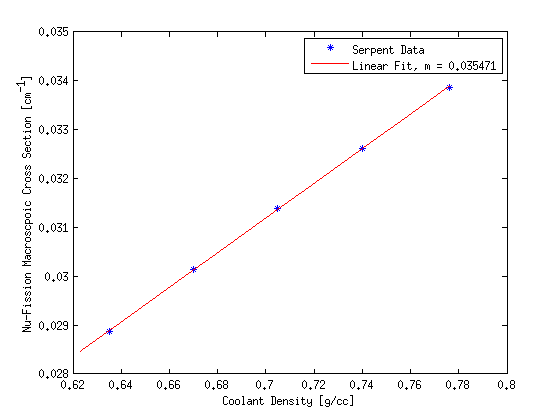 0.035
0.034
0.033
0.032
0.031
0.03
0.029
0.028
Nu-Fission Macroscpoic Cross Section [cm-1]
Serpent Data
Linear Fit, m = 0.035471
0.62 0.64 0.66 0.68 0.7 0.72 0.74 0.76 0.78 0.8
Coolant Density [g/cc]